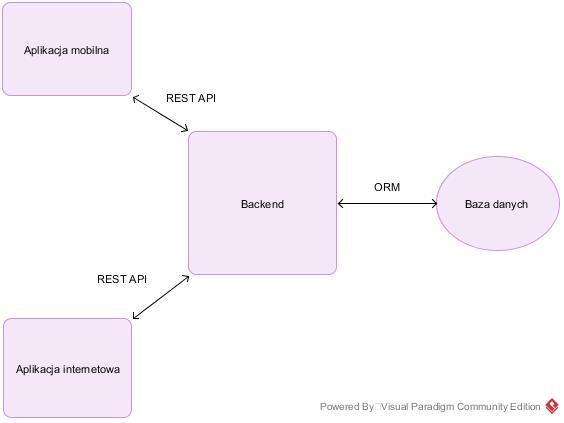 Aplikacja mobilna
REST API
ORM
Backend
Baza danych
REST API
Aplikacja internetowa
Powered By Visual Paradigm Community Edition